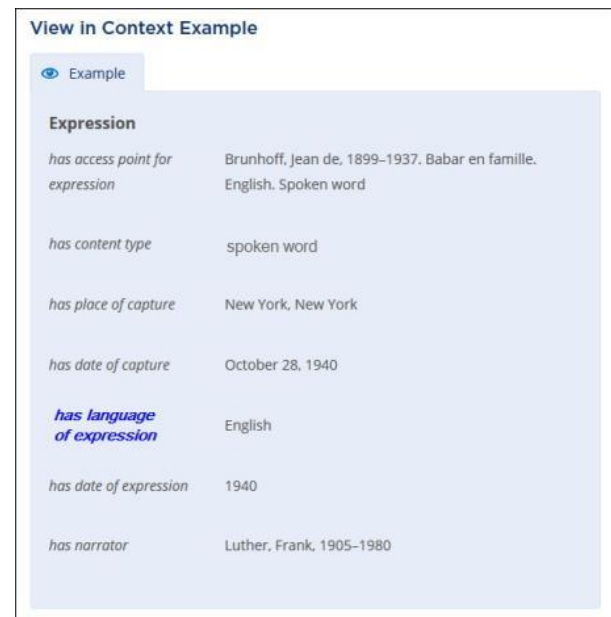 View in Context Example
Example
Expression
has access point for Brunhoff, Jean de, 1899–1937. Babar en famille.
expression English. Spoken word
has content type spoken word
has place of capture New York, New York
has date of capture October 28, 1940
has language
of expression English
has date of expression 1940
has narrator Luther, Frank, 1905–1980